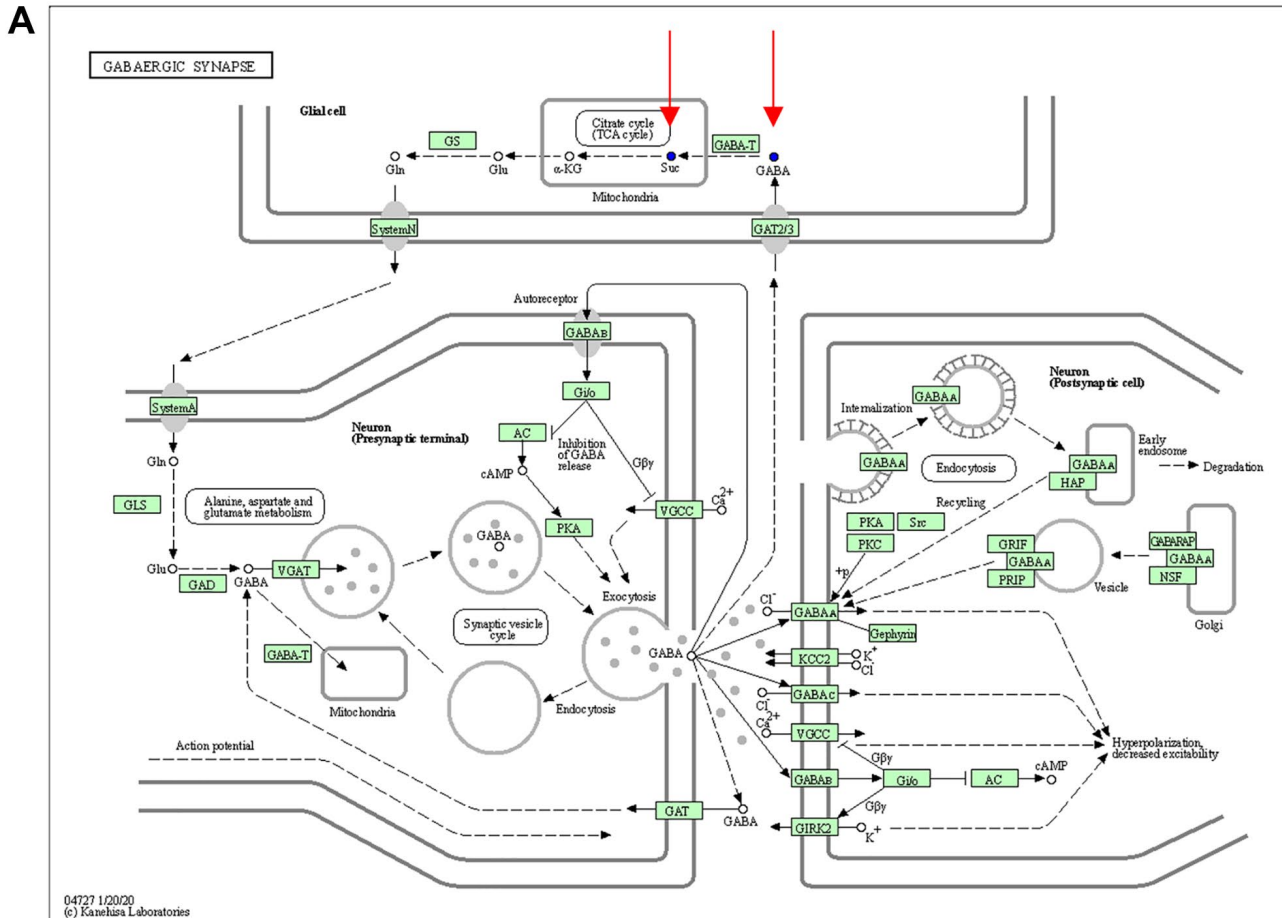 A
GABAERGIC SYNAPSE
Glial cell
Citrate cycle
(TCA cycle)
GS
GABA-T
Gln
Glu
α-KG
Suc
GABA
Mitochondria
SystemN
GAT2/3
Autoreceptor
GABAB
Gi/o
Neuron
(Presynaptic terminal)
AC
Inhibition
of GABA
release
Gβγ
cAMP
PKA
VGCC
Ca2+
SystemA
Gln
GLS
Alanine, aspartate and
glutamate metabolism
Glu
GAD
GABA
VGAT
GABA
Exocytosis
Synaptic vesicle
cycle
GABA
GABA-T
Mitochondria
Endocytosis
Action potential
GAT
GABA
Neuron
(Postsynaptic cell)
GABAA
Internalization
GABAA
Endocytosis
GABAA
HAP
Early
endosome
Degradation
Recycling
PKA
Src
PKC
+p
GRIF
GABAA
PRIP
Vesicle
GABARAP
GABAA
NSF
Golgi
Cl-
GABAA
Gephyrin
KCC2
K+
Cl-
GABAC
Cl-
Ca2+
VGCC
Hyperpolarization,
decreased excitability
Gβγ
GABAB
Gi/o
AC
cAMP
Gβγ
GIRK2
K+
04727 1/20/20
(c) Kanehisa Laboratories